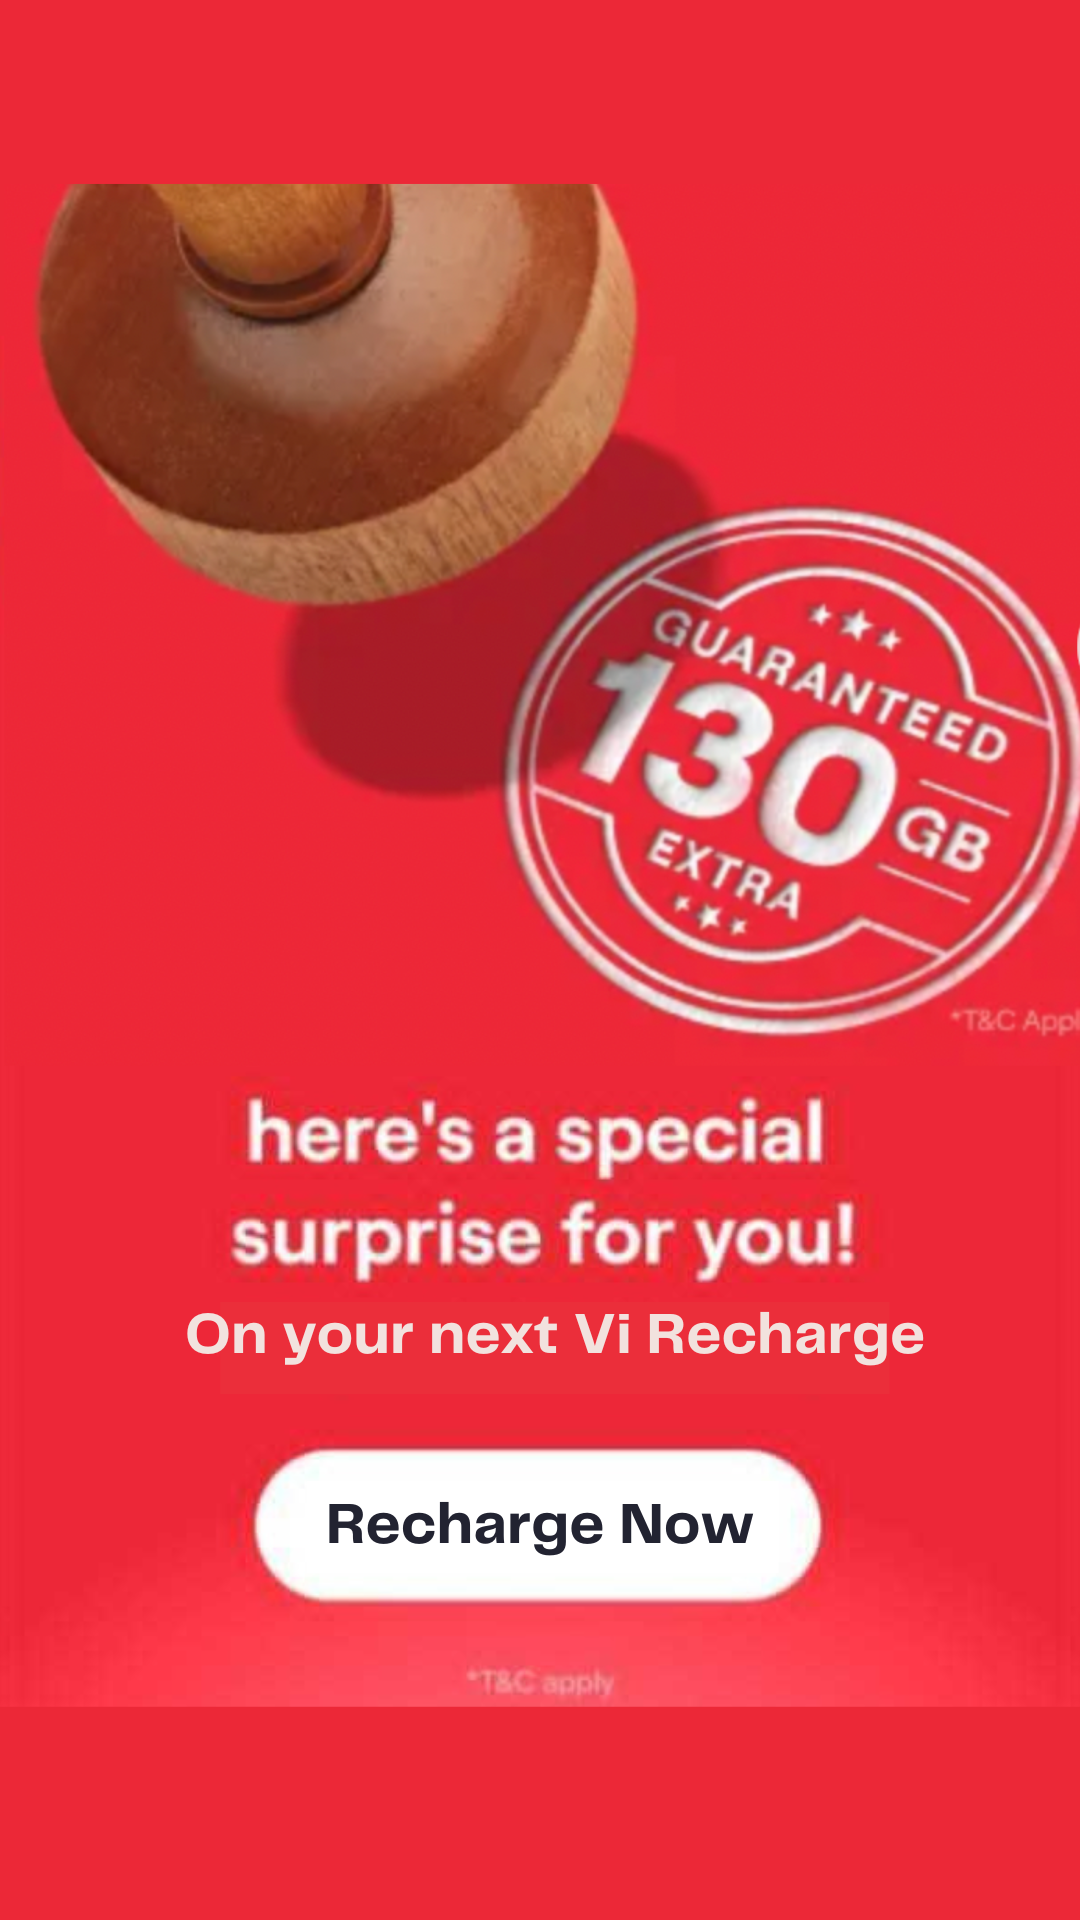 GUARANTEED
130
GB
EXTRA
*T&C Appl
here's a special
surprise for you!
On your next Vi Recharge
Recharge Now
*T&C apply